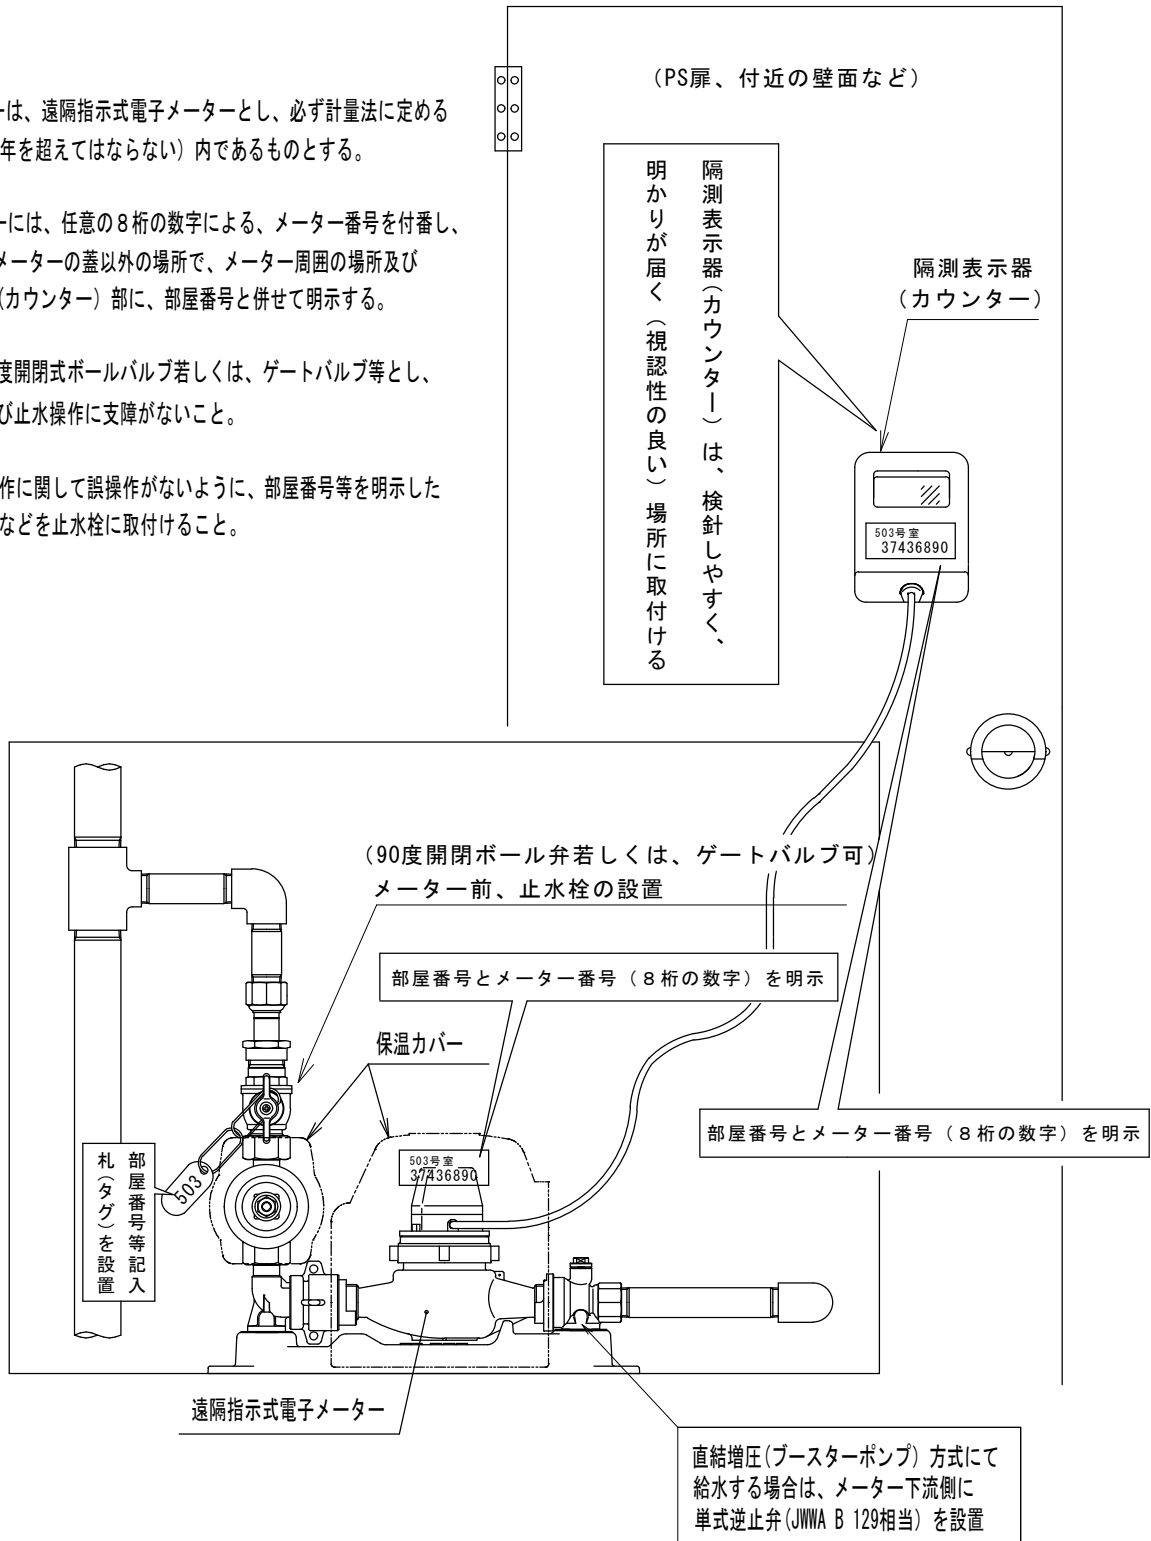 （PS扉、付近の壁面など）
ーは、遠隔指示式電子メーターとし、必ず計量法に定める
年を超えてはならない）内であるものとする。
ーには、任意の８桁の数字による、メーター番号を付番し、
メーターの蓋以外の場所で、メーター周囲の場所及び
（カウンター）部に、部屋番号と併せて明示する。
度開閉式ボールバルブ若しくは、ゲートバルブ等とし、
び止水操作に支障がないこと。
作に関して誤操作がないように、部屋番号等を明示した
などを止水栓に取付けること。
隔測表示器（カウンター）は、検針しやすく、
明かりが届く（視認性の良い）場所に取付ける
隔測表示器
（カウンター）
503号室
37436890
（90度開閉ボール弁若しくは、ゲートバルブ可）
メーター前、止水栓の設置
部屋番号とメーター番号（８桁の数字）を明示
保温カバー
部屋番号とメーター番号（８桁の数字）を明示
503号室
37436890
部屋番号等記入
札（タグ）を設置
503
遠隔指示式電子メーター
直結増圧（ブースターポンプ）方式にて
給水する場合は、メーター下流側に
単式逆止弁（JWWA B 129相当）を設置